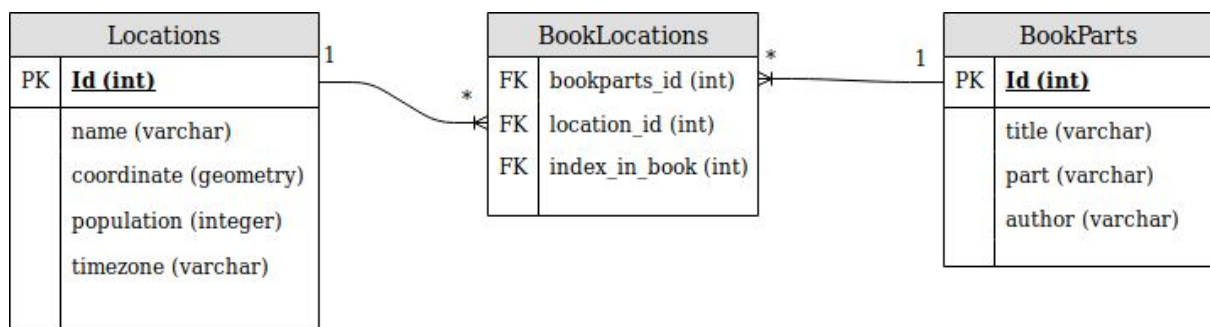 Locations
PK Id (int)
name (varchar)
coordinate (geometry)
population (integer)
timezone (varchar)
1
*
BookLocations
FK bookparts_id (int)
FK location_id (int)
FK index_in_book (int)
*
1
BookParts
PK Id (int)
title (varchar)
part (varchar)
author (varchar)